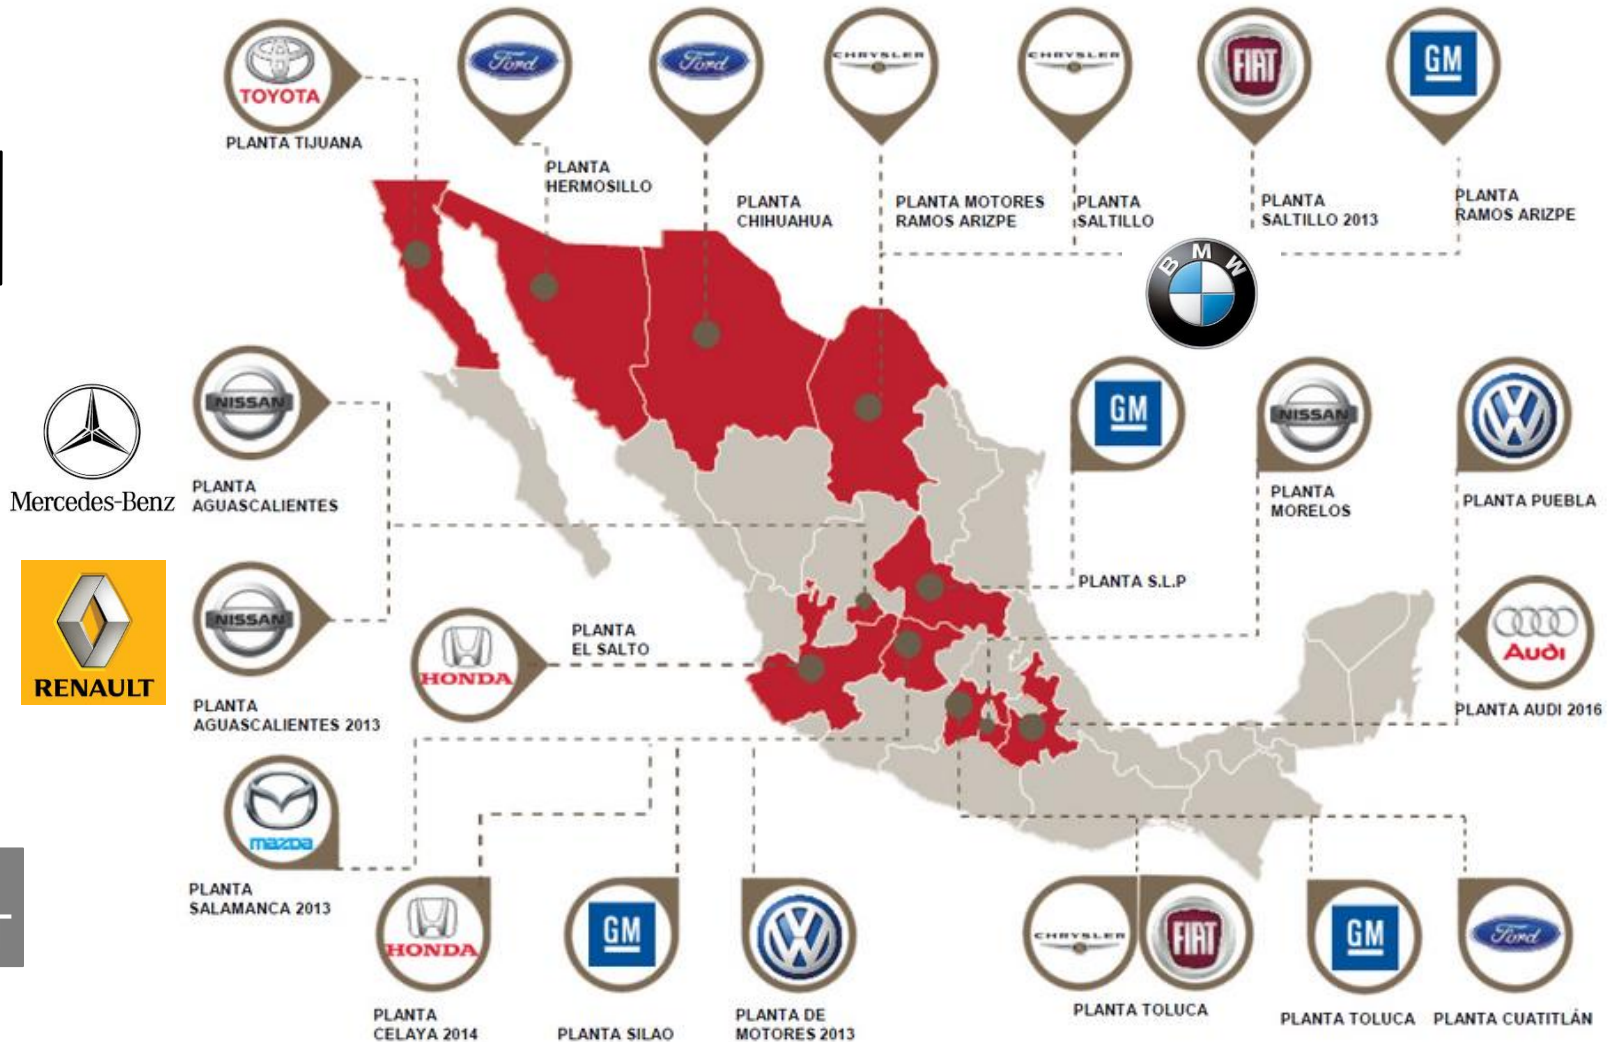 TOYOTA
PLANTA TIJUANA
Ford
PLANTA
HERMOSILLO
Ford
PLANTA
CHIHUAHUA
CHRYSLER
PLANTA MOTORES
RAMOS ARIZPE
CHRYSLER
PLANTA
SALTILLO
FIAT
PLANTA
SALTILLO 2013
GM
PLANTA
RAMOS ARIZPE
BMW
NISSAN
PLANTA
AGUASCALIENTES
Mercedes-Benz
GM
PLANTA S.L.P
NISSAN
PLANTA
MORELOS
PLANTA PUEBLA
RENAULT
NISSAN
PLANTA
AGUASCALIENTES 2013
HONDA
PLANTA
EL SALTO
Audi
PLANTA AUDI 2016
mazda
PLANTA
SALAMANCA 2013
HONDA
PLANTA
CELAYA 2014
GM
PLANTA SILAO
PLANTA DE
MOTORES 2013
CHRYSLER
FIAT
PLANTA TOLUCA
GM
PLANTA TOLUCA
Ford
PLANTA CUATITLÁN